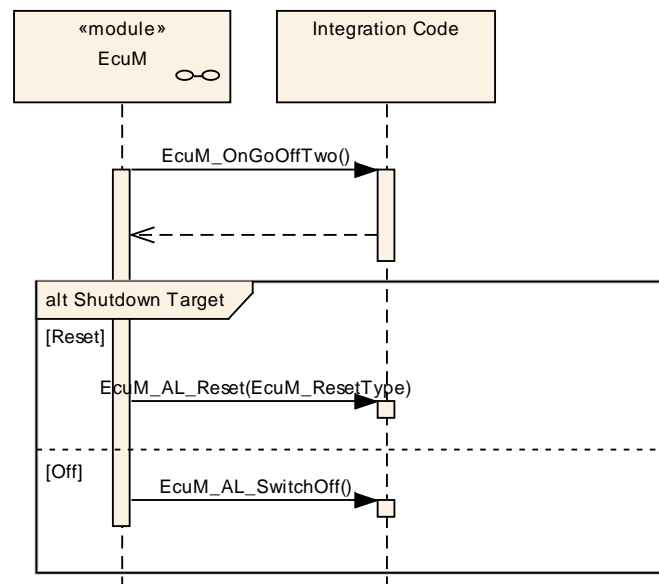 «module»
EcuM
Integration Code
EcuM_OnGoOffTwo()
alt Shutdown Target
[Reset]
EcuM_AL_Reset(EcuM_ResetType)
[Off]
EcuM_AL_SwitchOff()